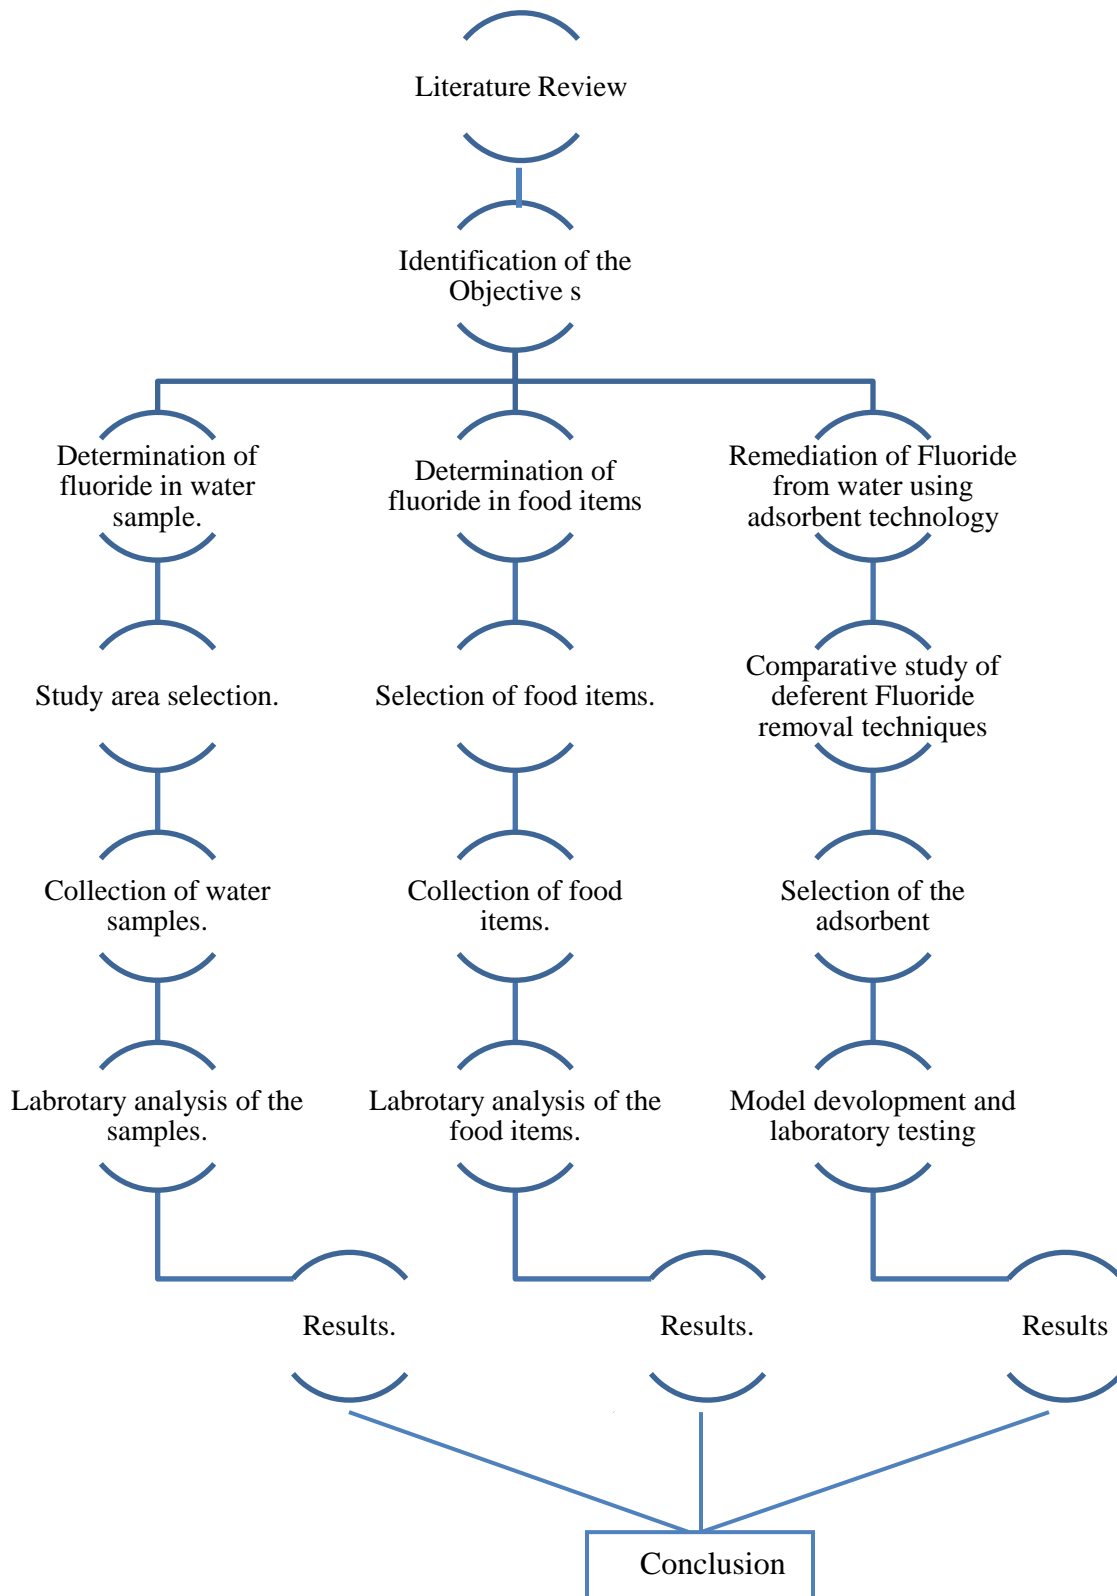 Literature Review
Identification of the
Objective s
Determination of
fluoride in water
sample.
Determination of
fluoride in food items
Remediation of Fluoride
from water using
adsorbent technology
Study area selection.
Selection of food items.
Comparative study of
deferent Fluoride
removal techniques
Collection of water
samples.
Collection of food
items.
Selection of the
adsorbent
Labrotary analysis of the
samples.
Labrotary analysis of the
food items.
Model devolopment and
laboratory testing
Results.
Results.
Results
Conclusion